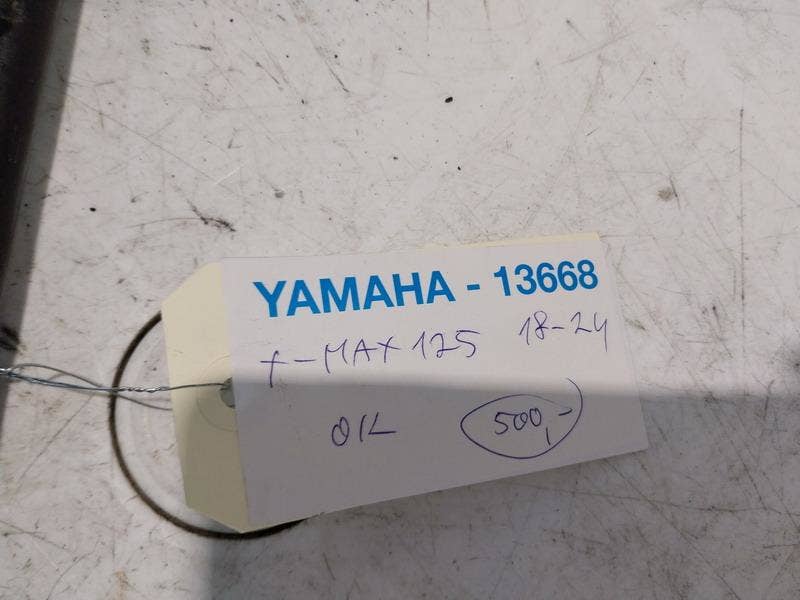 YAMAHA - 13668
X-MAX 125 18-24
OIL 500,-